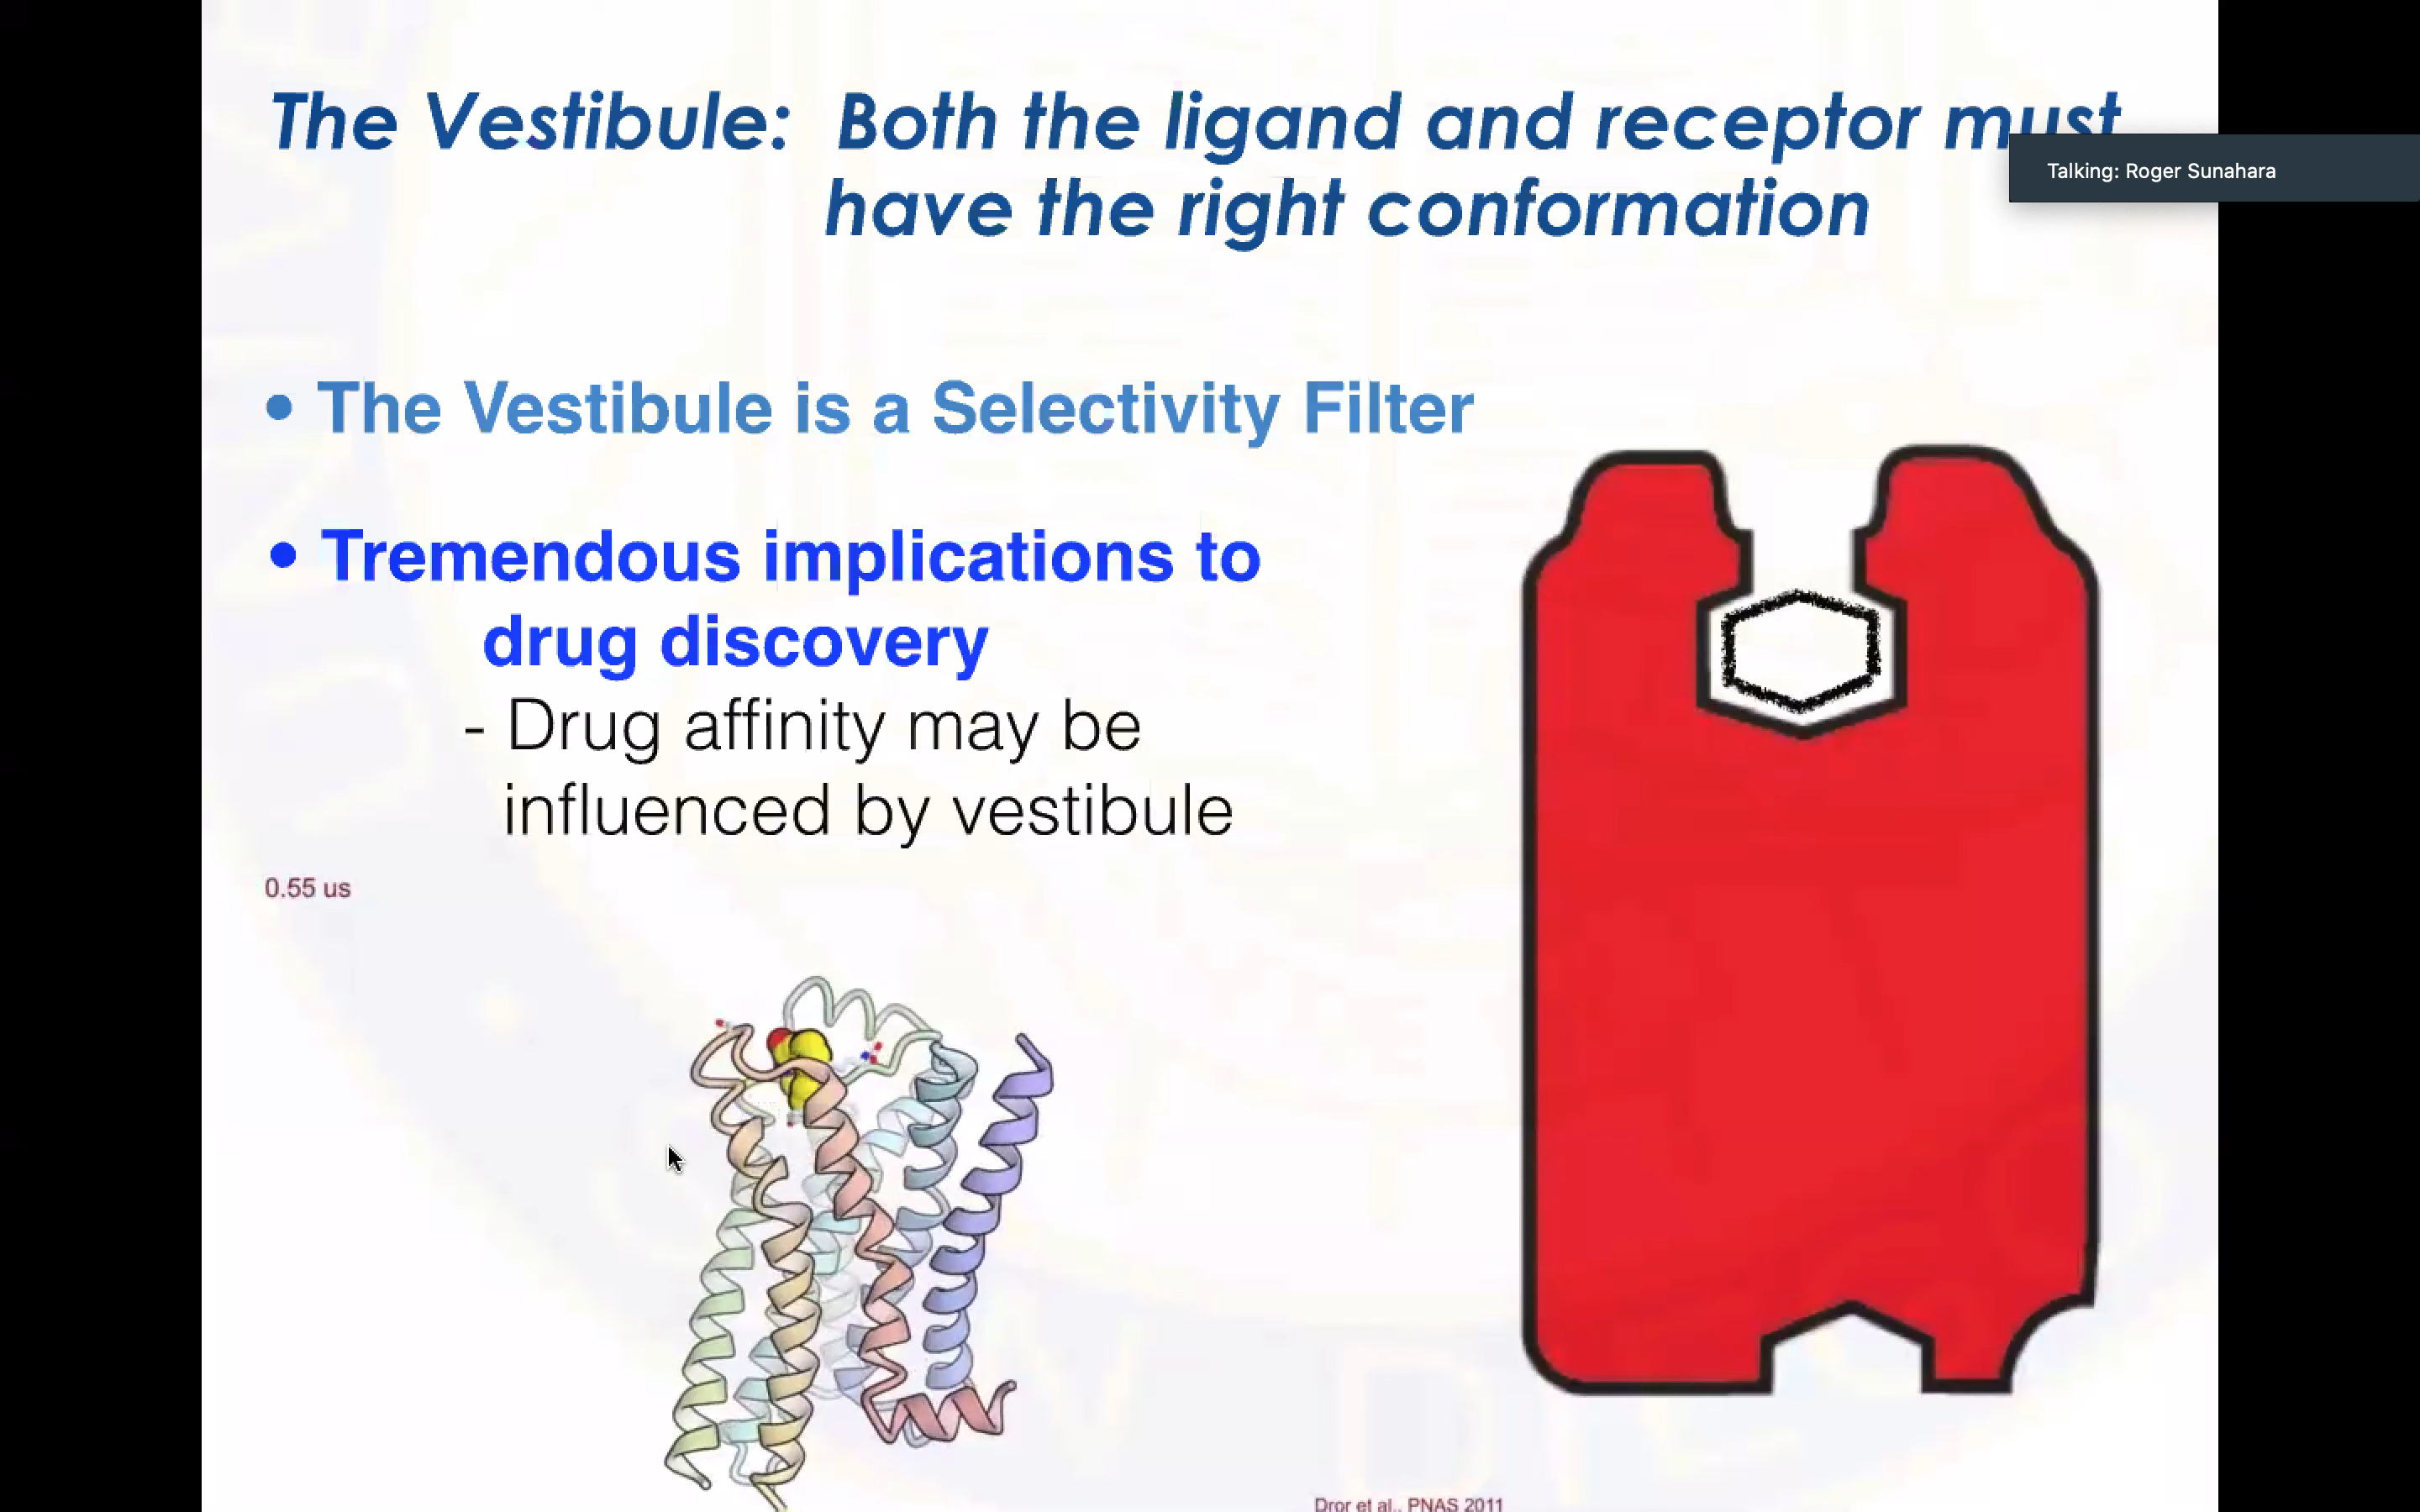 The Vestibule: Both the ligand and receptor must
have the right conformation
Talking: Roger Sunahara
• The Vestibule is a Selectivity Filter
• Tremendous implications to
drug discovery
- Drug affinity may be
influenced by vestibule
0.55 us
Dror et al., PNAS 2011